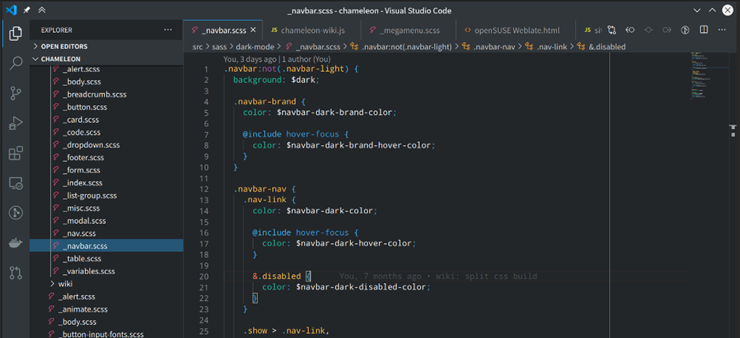 _navbar.scss - chameleon - Visual Studio Code
EXPLORER
OPEN EDITORS
CHAMELEON
_alert.scss
_body.scss
_breadcrumb.scss
_button.scss
_card.scss
_code.scss
_dropdown.scss
_footer.scss
_form.scss
_index.scss
_list-group.scss
_misc.scss
_modal.scss
_nav.scss
_navbar.scss
_table.scss
_variables.scss
wiki
_alert.scss
_animate.scss
_body.scss
_button-input-fonts.scss
_navbar.scss
chameleon-wiki.js
_megamenu.scss
openSUSE Weblate.html
src > sass > dark-mode > _navbar.scss > .navbar:not(.navbar-light) > .navbar-nav > .nav-link > &.disabled
You, 3 days ago | 1 author (You)
1 .navbar:not(.navbar-light) {
2 background: $dark;
3
4 .navbar-brand {
5 color: $navbar-dark-brand-color;
6
7 @include hover-focus {
8 color: $navbar-dark-brand-hover-color;
9 }
10 }
11
12 .navbar-nav {
13 .nav-link {
14 color: $navbar-dark-color;
15
16 @include hover-focus {
17 color: $navbar-dark-hover-color;
18 }
19
20 &.disabled { You, 7 months ago • wiki: split css build
21 color: $navbar-dark-disabled-color;
22 }
23 }
24
25 .show > .nav-link,